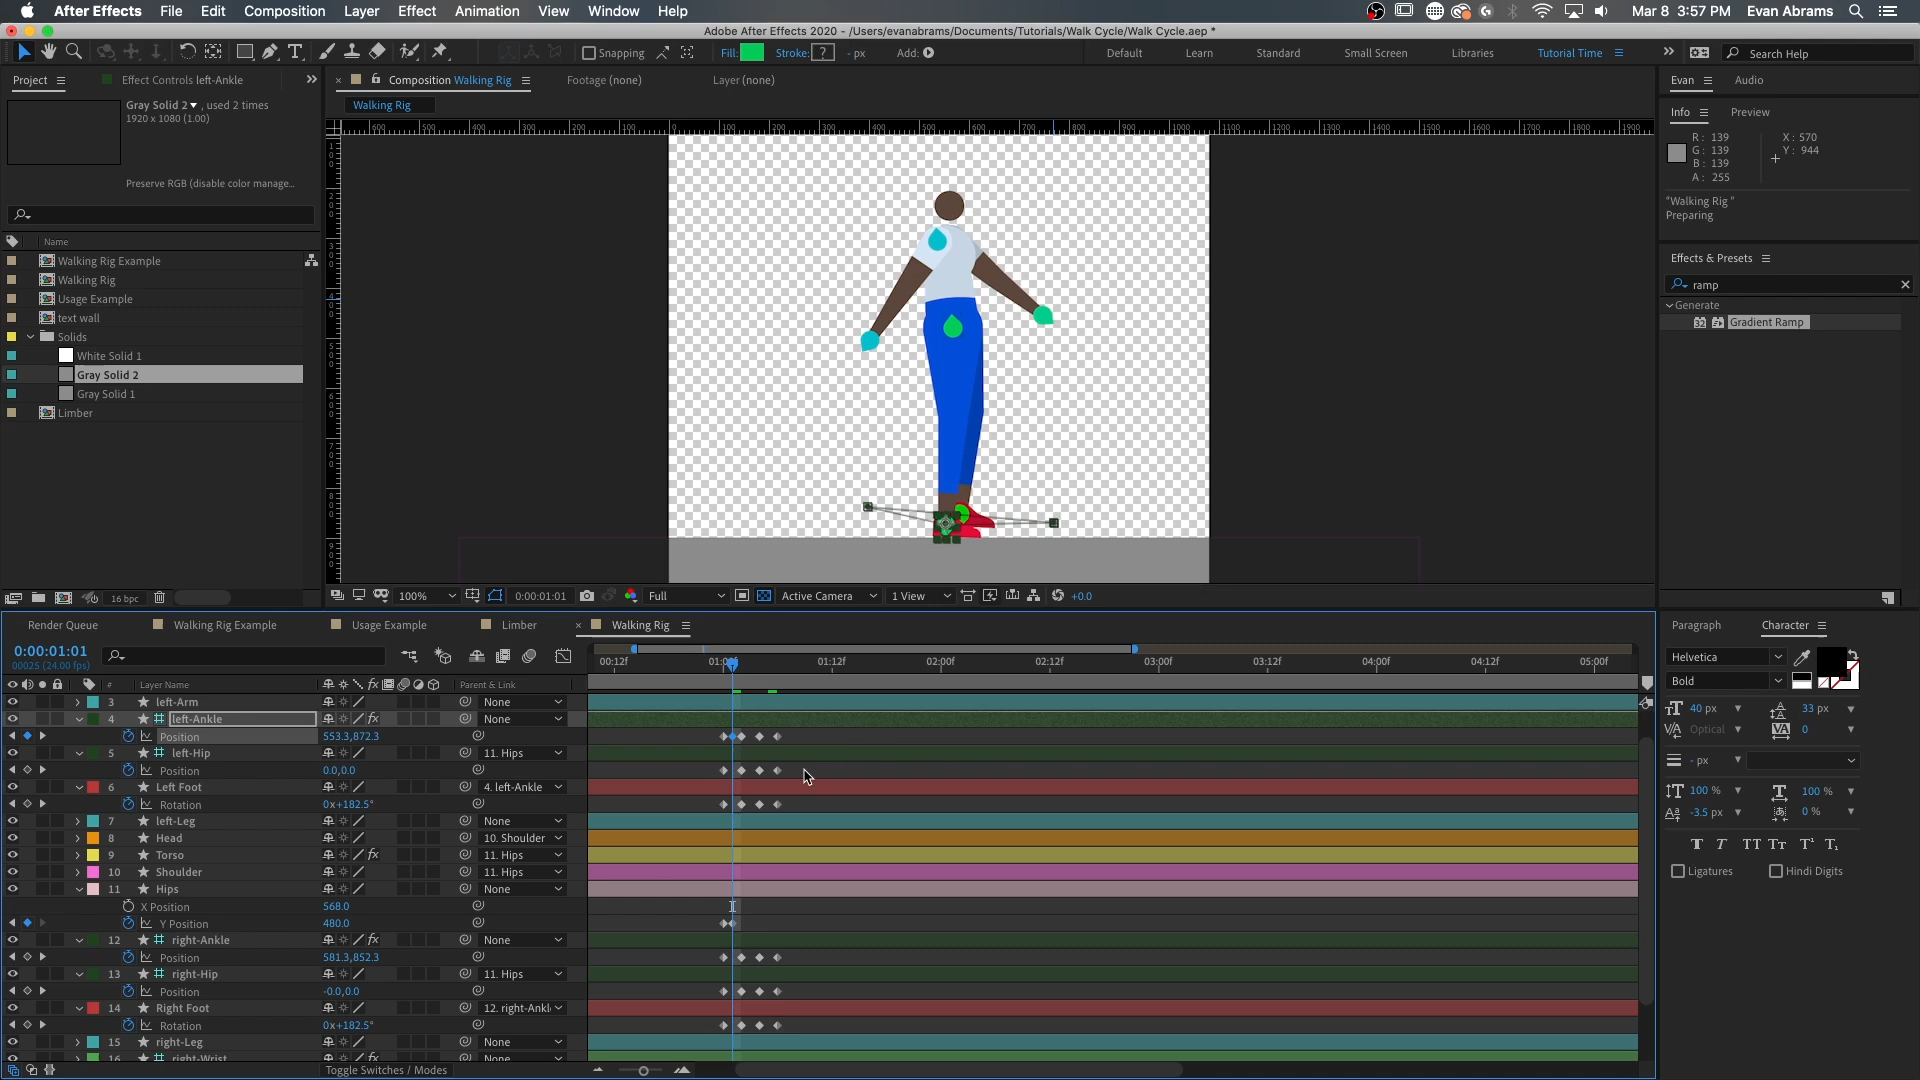 After Effects File Edit Composition Layer Effect Animation View Window Help Mar 8 3:57 PM Evan Abrams
Adobe After Effects 2020 - /Users/evanabrams/Documents/Tutorials/Walk Cycle/Walk Cycle.aep *
Snapping Fill: Stroke: ? - px Add: Default Learn Standard Small Screen Libraries Tutorial Time Search Help
Project Effect Controls left-Ankle Composition Walking Rig Footage (none) Layer (none) Evan Audio
Gray Solid 2 , used 2 times
1920 x 1080 (1.00)
Walking Rig
Info Preview
R: 139 X: 570
G: 139 Y: 944
B: 139
A: 255
Preserve RGB (disable color manage...
"Walking Rig "
Preparing
Name
Walking Rig Example
Walking Rig
Usage Example
text wall
Solids
White Solid 1
Gray Solid 2
Gray Solid 1
Limber
Effects & Presets
ramp
Generate
Gradient Ramp
16 bpc
100% 0:00:01:01 Full Active Camera 1 View +0.0
Render Queue Walking Rig Example Usage Example Limber Walking Rig
Paragraph Character
0:00:01:01
00025 (24.00 fps)
00:12f 01:00f 01:12f 02:00f 02:12f 03:00f 03:12f 04:00f 04:12f 05:00f
# Layer Name Parent & Link
3 left-Arm None
4 left-Ankle None
Position 553.3,872.3
5 left-Hip 11. Hips
Position 0.0,0.0
6 Left Foot 4. left-Ankle
Rotation 0x+182.5°
7 left-Leg None
8 Head 10. Shoulder
9 Torso 11. Hips
10 Shoulder 11. Hips
11 Hips None
X Position 568.0
Y Position 480.0
12 right-Ankle None
Position 581.3,852.3
13 right-Hip 11. Hips
Position -0.0,0.0
14 Right Foot 12. right-Ankl
Rotation 0x+182.5°
15 right-Leg None
16 right-Wrist None
Toggle Switches / Modes
Helvetica
Bold
40 px 33 px
Optical 0
- px
100 % 100 %
-3.5 px 0 %
T T TT Tt T¹ T₁
Ligatures Hindi Digits